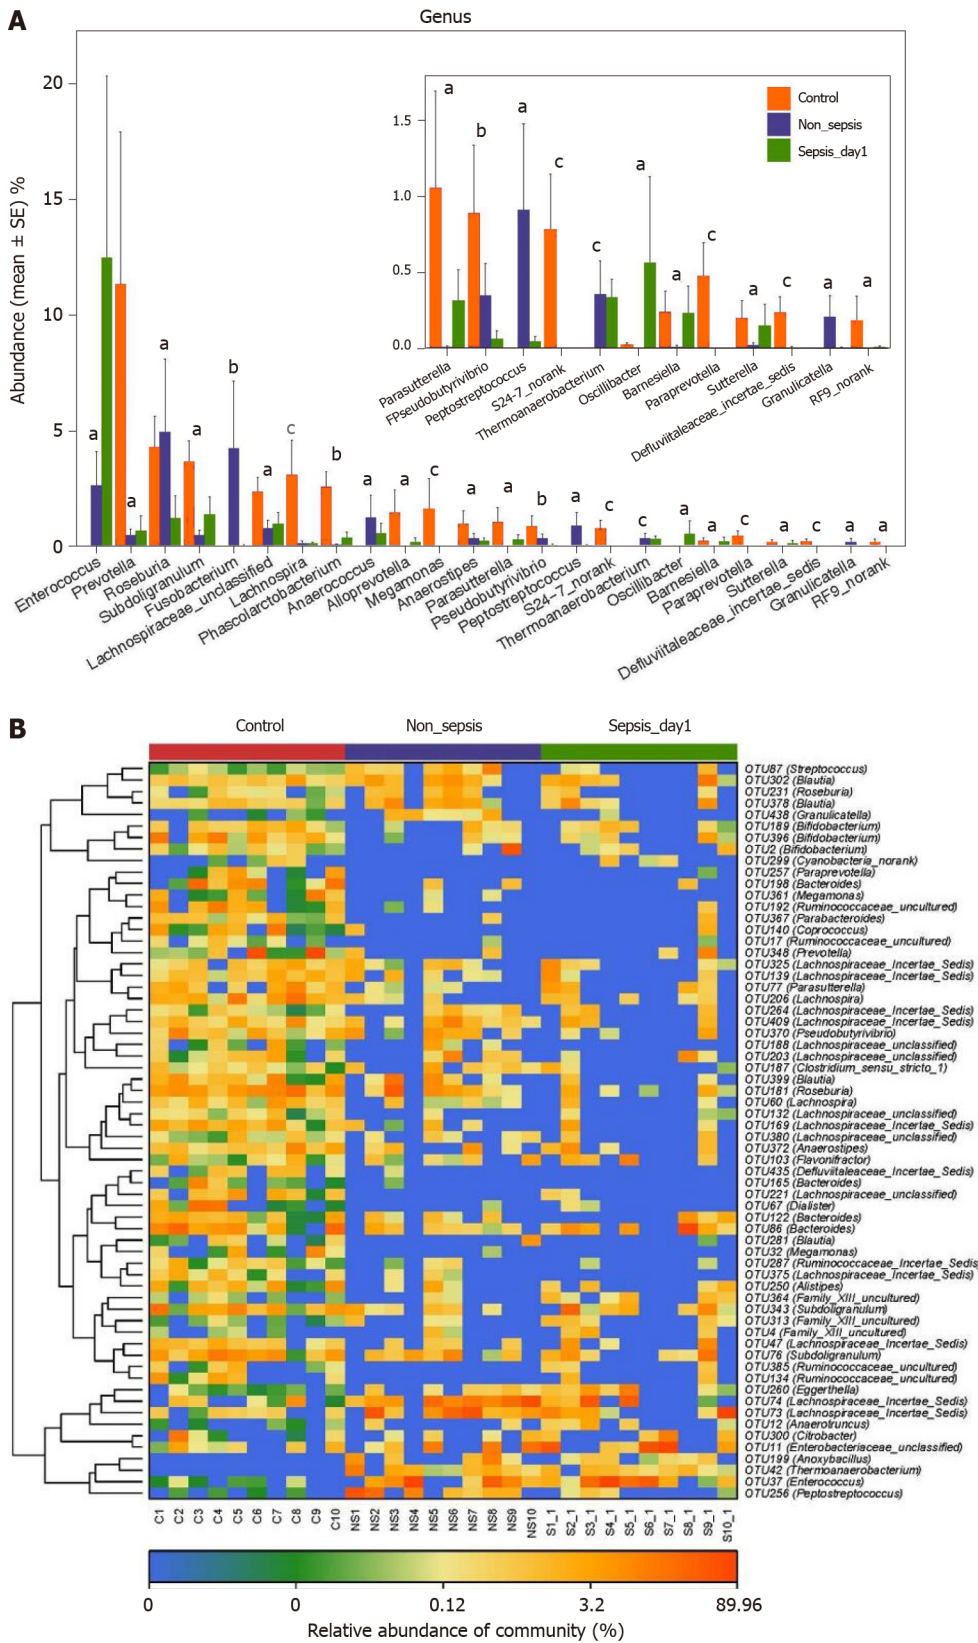 A
Genus
Abundance (mean ± SE) %
20
15
10
5
0
1.5
1.0
0.5
0.0
Control
Non_sepsis
Sepsis_day1
a
b
a
c
c
a
a
c
a
c
a
a
Parasutterella
FPseudobutyrivibrio
Peptostreptococcus
S24-7_norank
Thermoanaerobacterium
Oscillibacter
Barnesiella
Paraprevotella
Sutterella
Defluviitaleaceae_incertae_sedis
Granulicatella
RF9_norank
a
a
a
a
b
a
c
b
a
a
c
a
a
b
a
c
c
a
a
c
a
c
a
a
Enterococcus
Prevotella
Roseburia
Subdoligranulum
Fusobacterium
Lachnospiraceae_unclassified
Lachnospira
Phascolarctobacterium
Anaerococcus
Alloprevotella
Megamonas
Anaerostipes
Parasutterella
Pseudobutyrivibrio
Peptostreptococcus
S24-7_norank
Thermoanaerobacterium
Oscillibacter
Barnesiella
Paraprevotella
Sutterella
Defluviitaleaceae_incertae_sedis
Granulicatella
RF9_norank
B
Control
Non_sepsis
Sepsis_day1
OTU87 (Streptococcus)
OTU302 (Blautia)
OTU231 (Roseburia)
OTU378 (Blautia)
OTU438 (Granulicatella)
OTU189 (Bifidobacterium)
OTU396 (Bifidobacterium)
OTU2 (Bifidobacterium)
OTU299 (Cyanobacteria_norank)
OTU257 (Paraprevotella)
OTU198 (Bacteroides)
OTU361 (Megamonas)
OTU192 (Ruminococcaceae_uncultured)
OTU367 (Parabacteroides)
OTU140 (Coprococcus)
OTU17 (Ruminococcaceae_uncultured)
OTU348 (Prevotella)
OTU325 (Lachnospiraceae_Incertae_Sedis)
OTU139 (Lachnospiraceae_Incertae_Sedis)
OTU77 (Parasutterella)
OTU206 (Lachnospira)
OTU264 (Lachnospiraceae_Incertae_Sedis)
OTU409 (Lachnospiraceae_Incertae_Sedis)
OTU370 (Pseudobutyrivibrio)
OTU188 (Lachnospiraceae_unclassified)
OTU203 (Lachnospiraceae_unclassified)
OTU187 (Clostridium_sensu_stricto_1)
OTU399 (Blautia)
OTU181 (Roseburia)
OTU60 (Lachnospira)
OTU132 (Lachnospiraceae_unclassified)
OTU169 (Lachnospiraceae_Incertae_Sedis)
OTU380 (Lachnospiraceae_unclassified)
OTU372 (Anaerostipes)
OTU103 (Flavonifractor)
OTU435 (Defluviitaleaceae_Incertae_Sedis)
OTU165 (Bacteroides)
OTU221 (Lachnospiraceae_unclassified)
OTU67 (Dialister)
OTU122 (Bacteroides)
OTU86 (Bacteroides)
OTU281 (Blautia)
OTU32 (Megamonas)
OTU287 (Ruminococcaceae_Incertae_Sedis)
OTU375 (Lachnospiraceae_Incertae_Sedis)
OTU250 (Alistipes)
OTU364 (Family_XIII_uncultured)
OTU343 (Subdoligranulum)
OTU313 (Family_XIII_uncultured)
OTU4 (Family_XIII_uncultured)
OTU47 (Lachnospiraceae_Incertae_Sedis)
OTU76 (Subdoligranulum)
OTU385 (Ruminococcaceae_uncultured)
OTU134 (Ruminococcaceae_uncultured)
OTU260 (Eggerthella)
OTU74 (Lachnospiraceae_Incertae_Sedis)
OTU73 (Lachnospiraceae_Incertae_Sedis)
OTU12 (Anaerotruncus)
OTU300 (Citrobacter)
OTU11 (Enterobacteriaceae_unclassified)
OTU199 (Anoxybacillus)
OTU42 (Thermoanaerobacterium)
OTU37 (Enterococcus)
OTU256 (Peptostreptococcus)
C1
C2
C3
C4
C5
C6
C7
C8
C9
C10
NS1
NS2
NS3
NS4
NS5
NS6
NS7
NS8
NS9
NS10
S1_1
S2_1
S3_1
S4_1
S5_1
S6_1
S7_1
S8_1
S9_1
S10_1
0
0
0.12
3.2
89.96
Relative abundance of community (%)